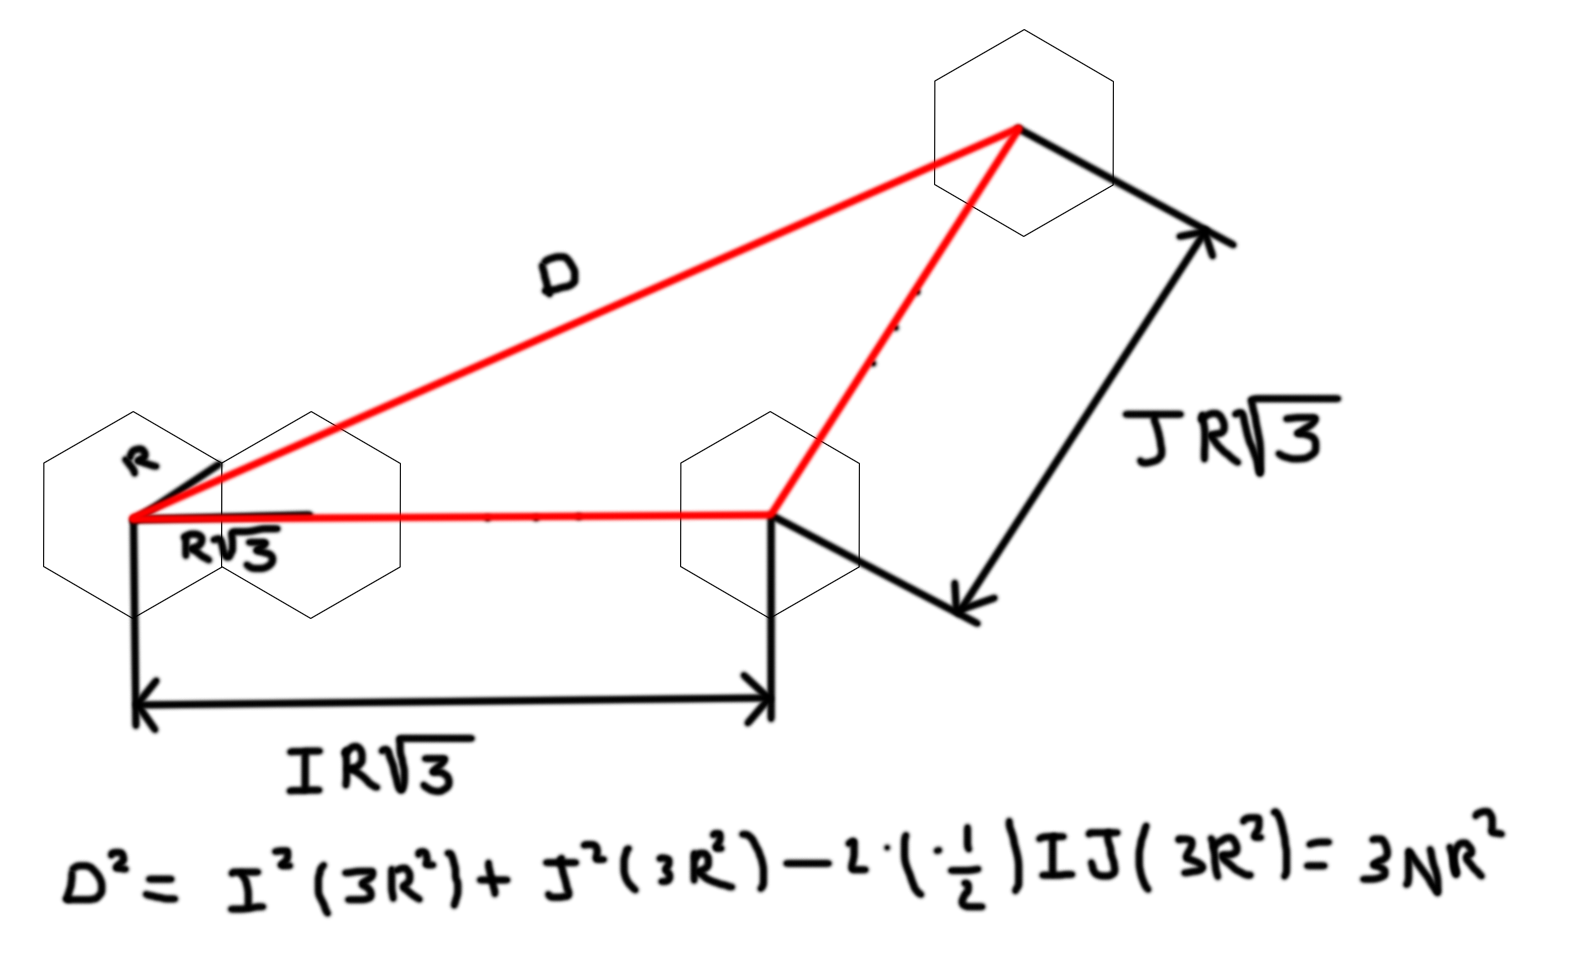 D
R
R√3
JR√3
IR√3
D² = I²(3R²) + J²(3R²) − 2·(-½)IJ(3R²) = 3NR²